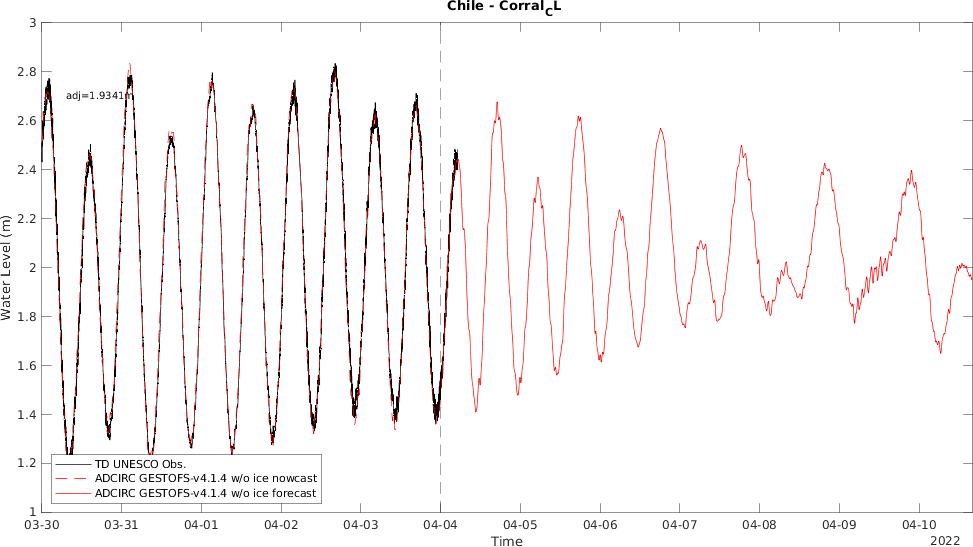 Chile - Corral_CL
3
2.8
adj=1.9341m
2.6
2.4
2.2
2
1.8
1.6
1.4
1.2
1
Water Level (m)
TD UNESCO Obs.
ADCIRC GESTOFS-v4.1.4 w/o ice nowcast
ADCIRC GESTOFS-v4.1.4 w/o ice forecast
03-30 03-31 04-01 04-02 04-03 04-04 04-05 04-06 04-07 04-08 04-09 04-10
Time
2022